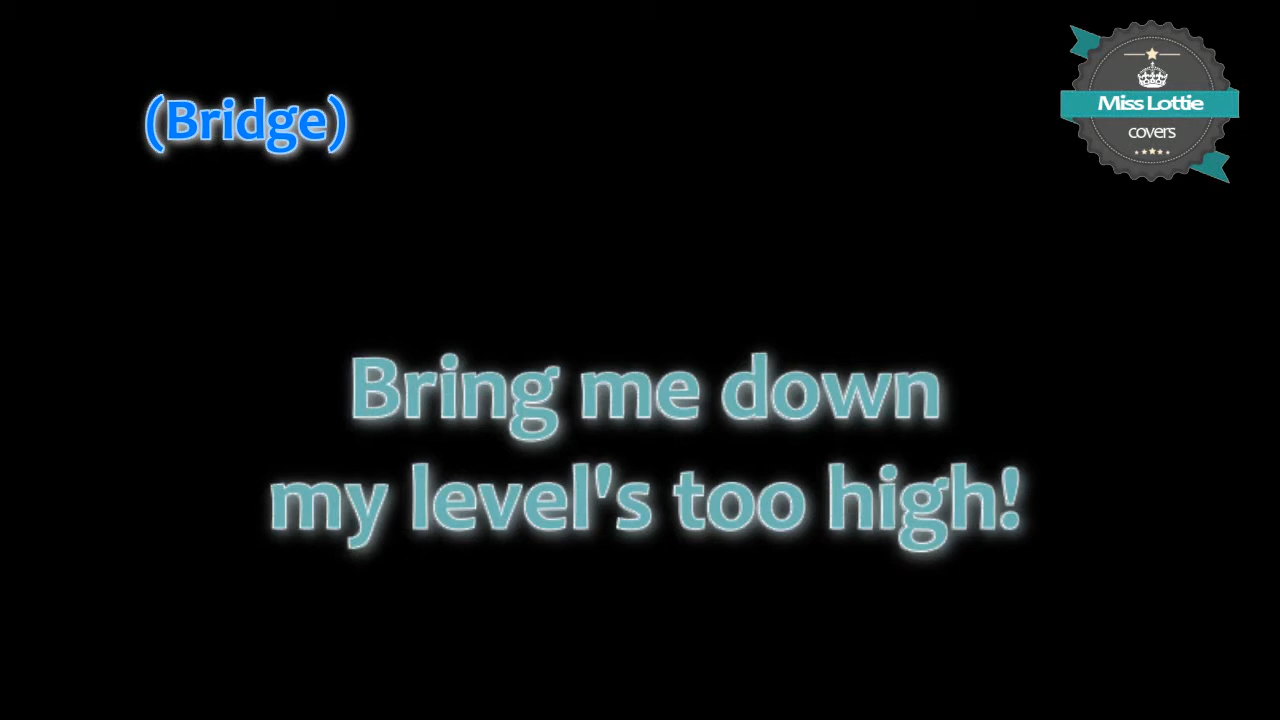 (Bridge)
Miss Lottie
covers
Bring me down
my level's too high!